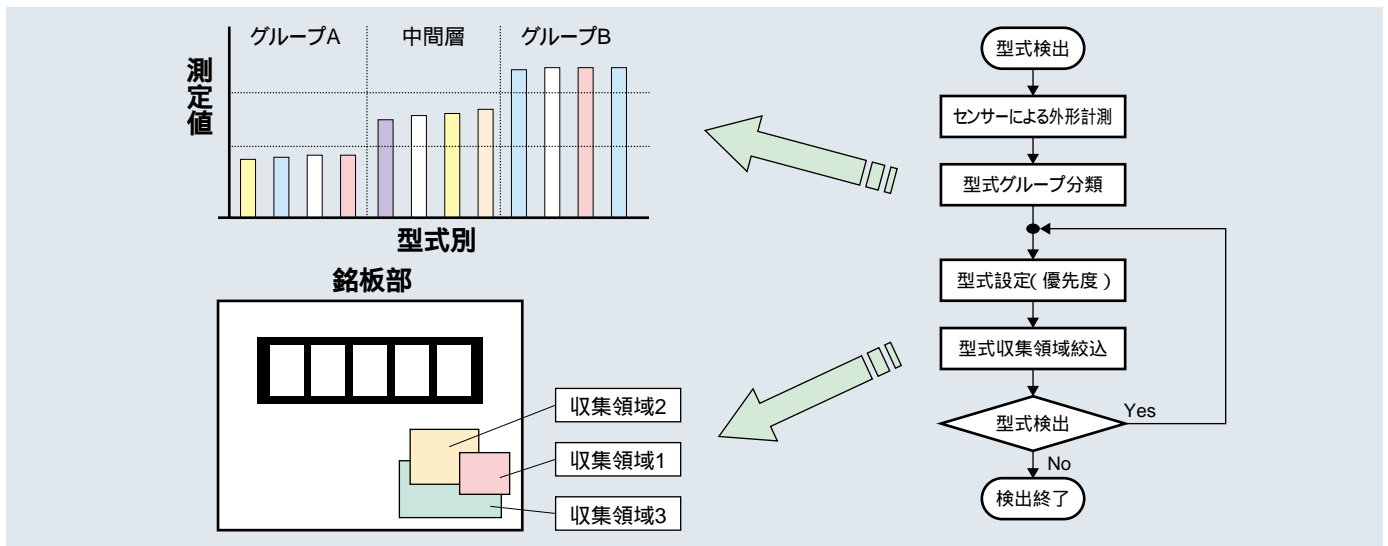 グループA
中間層
グループB
測定値
型式別
銘板部
収集領域2
収集領域1
収集領域3
型式検出
センサーによる外形計測
型式グループ分類
型式設定(優先度)
型式収集領域絞込
型式検出
Yes
No
検出終了